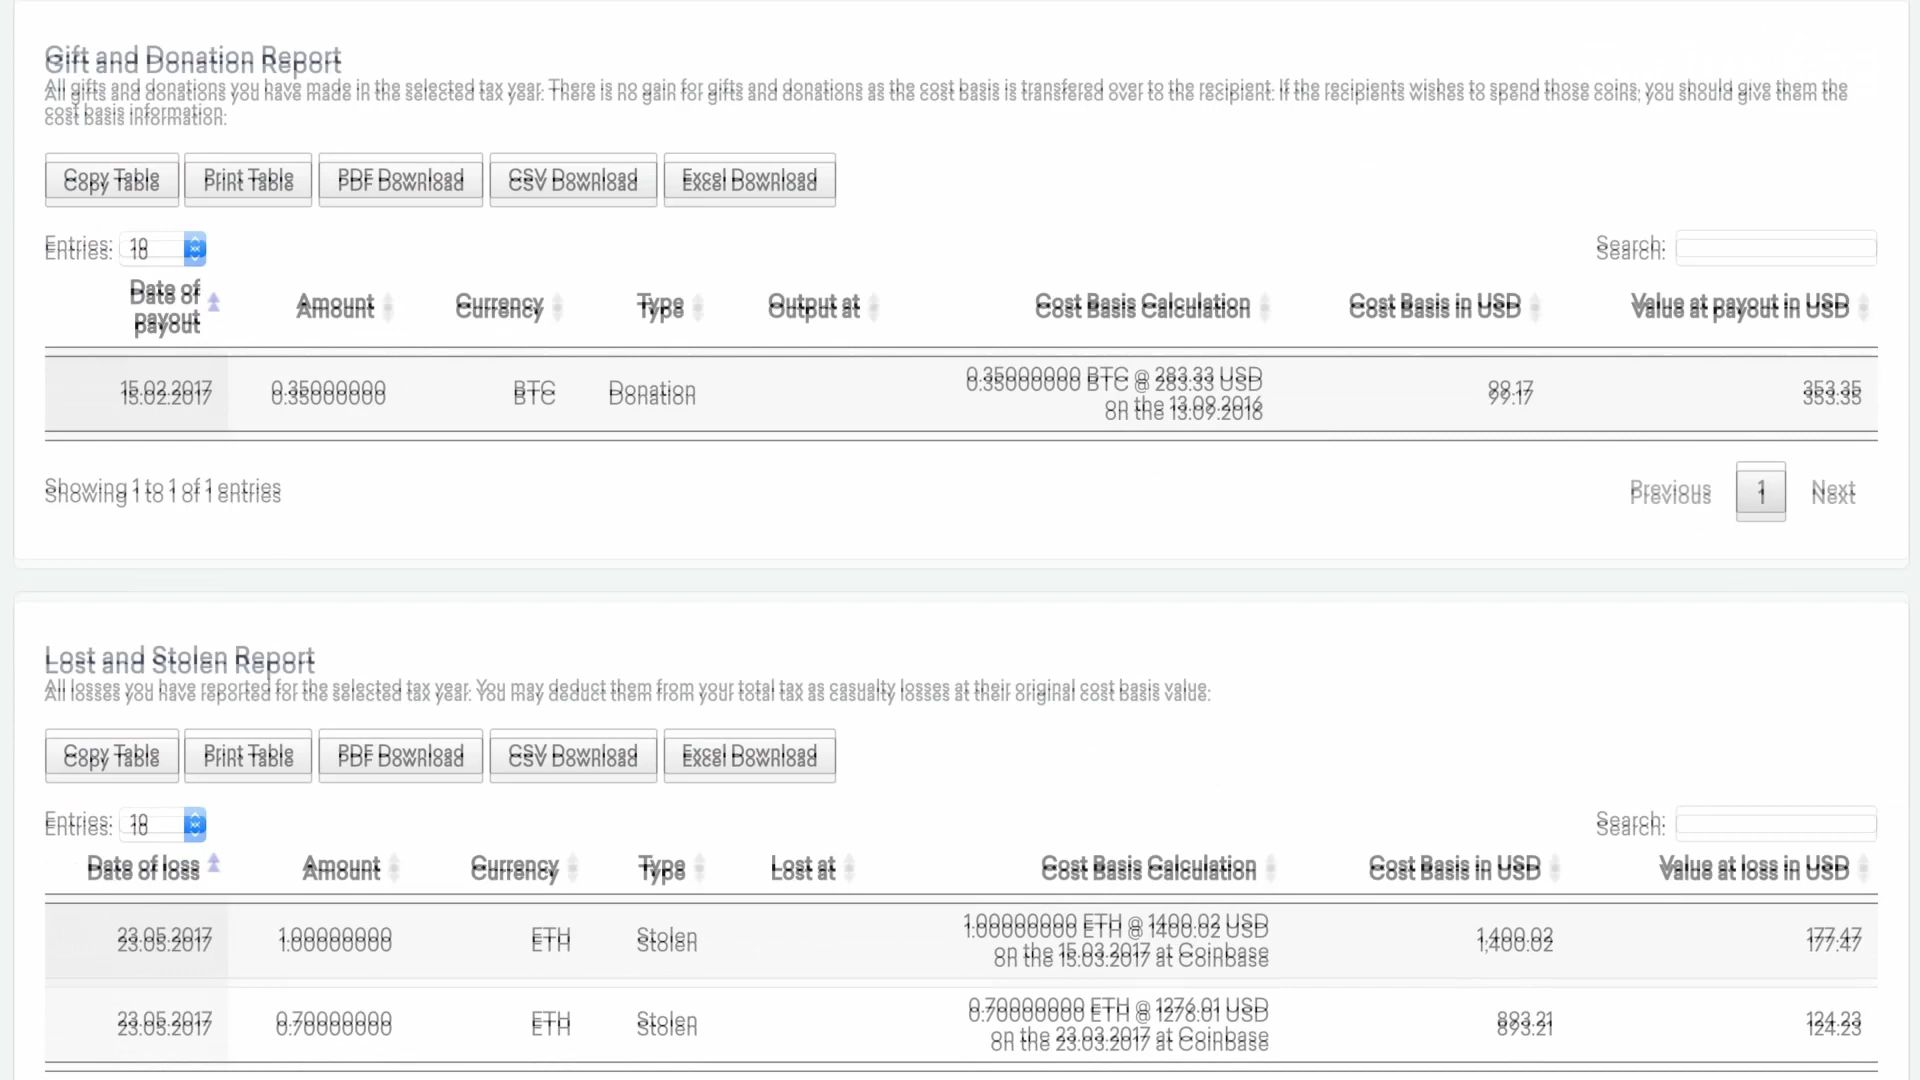 Gift and Donation Report
All gifts and donations you have made in the selected tax year. There is no gain for gifts and donations as the cost basis is transfered over to the recipient. If the recipients wishes to spend those coins, you should give them the
cost basis information.
Copy Table Print Table PDF Download CSV Download Excel Download
Entries: 10 Search:
Date of
payout Amount Currency Type Output at Cost Basis Calculation Cost Basis in USD Value at payout in USD
15.02.2017 0.35000000 BTC Donation 0.35000000 BTC @ 283.33 USD 99.17 353.35
on the 13.09.2016
Showing 1 to 1 of 1 entries Previous 1 Next
Lost and Stolen Report
All losses you have reported for the selected tax year. You may deduct them from your total tax as casualty losses at their original cost basis value.
Copy Table Print Table PDF Download CSV Download Excel Download
Entries: 10 Search:
Date of loss Amount Currency Type Lost at Cost Basis Calculation Cost Basis in USD Value at loss in USD
23.05.2017 1.00000000 ETH Stolen 1.00000000 ETH @ 1400.02 USD 1,400.02 177.47
on the 15.03.2017 at Coinbase
23.05.2017 0.70000000 ETH Stolen 0.70000000 ETH @ 1276.01 USD 893.21 124.23
on the 23.03.2017 at Coinbase